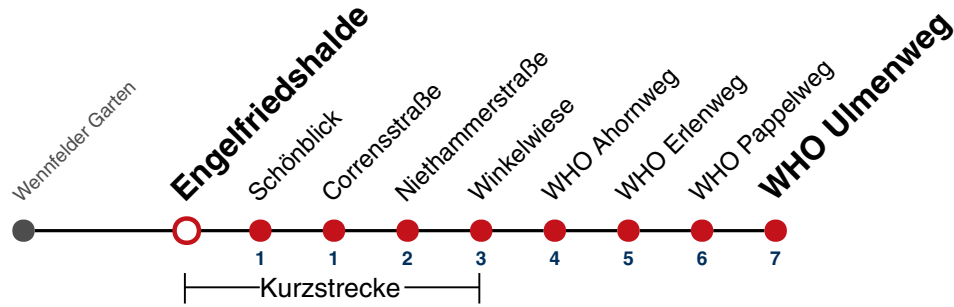 Wennfelder Garten
Engelfriedshalde
Schönblick
Corrensstraße
Niethammerstraße
Winkelwiese
WHO Ahornweg
WHO Erlenweg
WHO Pappelweg
WHO Ulmenweg
1 1 2 3 4 5 6 7
Kurzstrecke